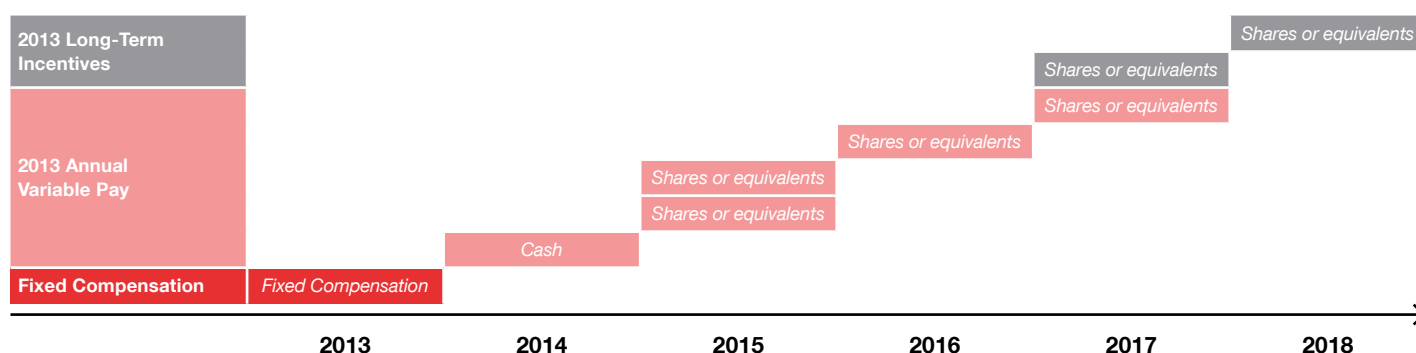 2013 Long-Term
Incentives
Shares or equivalents
Shares or equivalents
2013 Annual
Variable Pay
Shares or equivalents
Shares or equivalents
Shares or equivalents
Shares or equivalents
Cash
Fixed Compensation
Fixed Compensation
2013
2014
2015
2016
2017
2018